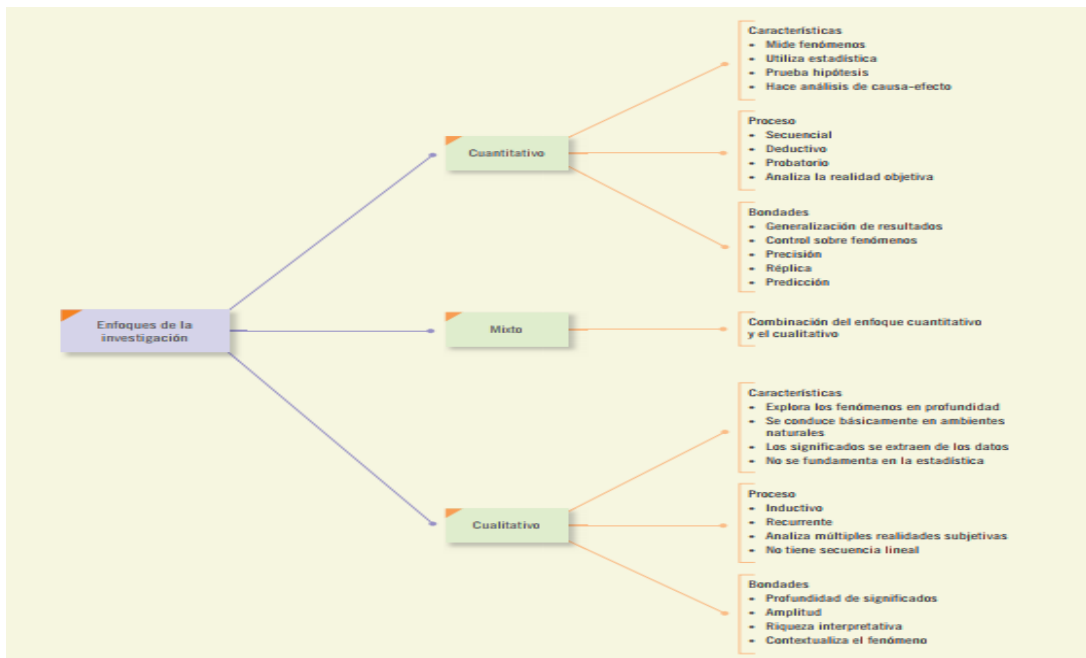 Enfoques de la
investigación
Cuantitativo
Características
• Mide fenómenos
• Utiliza estadística
• Prueba hipótesis
• Hace análisis de causa-efecto
Proceso
• Secuencial
• Deductivo
• Probatorio
• Analiza la realidad objetiva
Bondades
• Generalización de resultados
• Control sobre fenómenos
• Precisión
• Réplica
• Predicción
Mixto
Combinación del enfoque cuantitativo
y el cualitativo
Cualitativo
Características
• Explora los fenómenos en profundidad
• Se conduce básicamente en ambientes
naturales
• Los significados se extraen de los datos
• No se fundamenta en la estadística
Proceso
• Inductivo
• Recurrente
• Analiza múltiples realidades subjetivas
• No tiene secuencia lineal
Bondades
• Profundidad de significados
• Amplitud
• Riqueza interpretativa
• Contextualiza el fenómeno